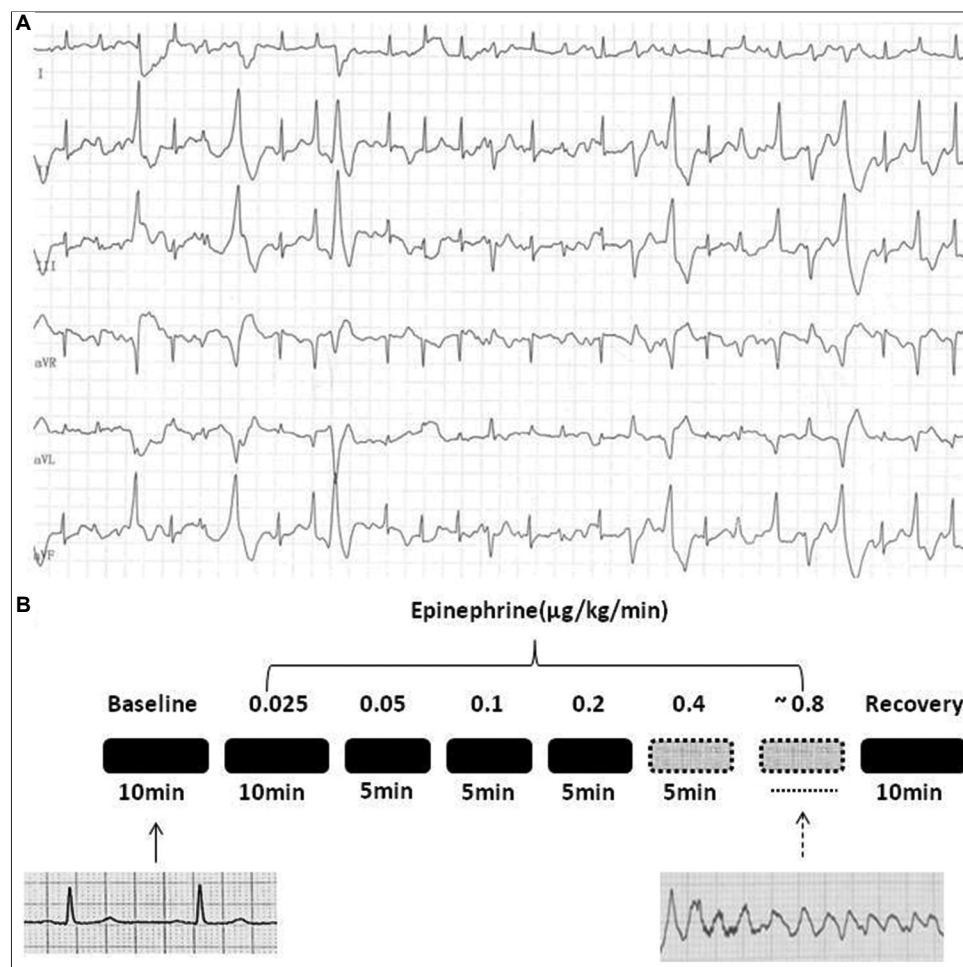 A
I
III
aVR
aVL
aVF
B
Epinephrine(µg/kg/min)
Baseline 0.025 0.05 0.1 0.2 0.4 ~0.8 Recovery
10min 10min 5min 5min 5min 5min 10min